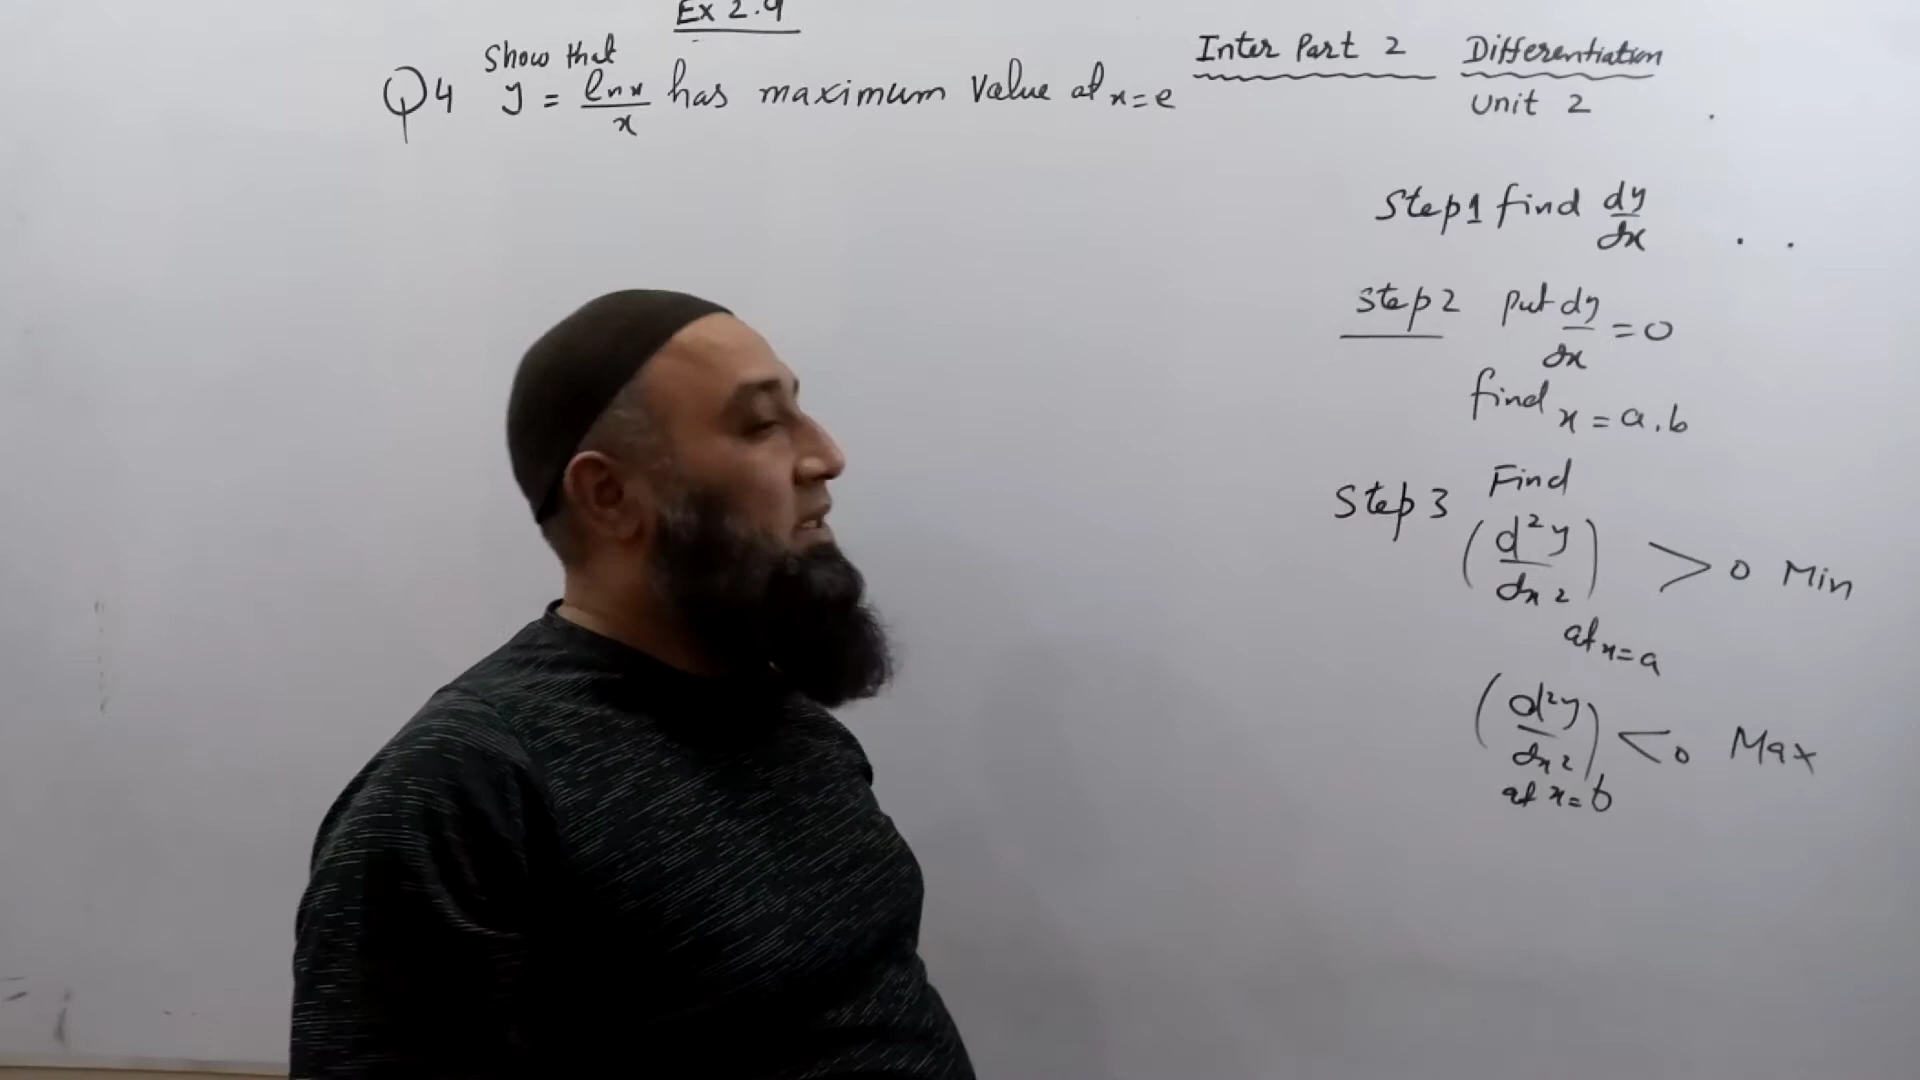 Ex 2.9
Show that
Q4 y = ln x / x has maximum value at x = e
Inter Part 2 Differentiation
Unit 2
Step1 find dy/dx
Step 2 Put dy/dx = 0
find x = a, b
Step 3 Find
(d²y/dx²) > 0 Min
at x = a
(d²y/dx²) < 0 Max
at x = b